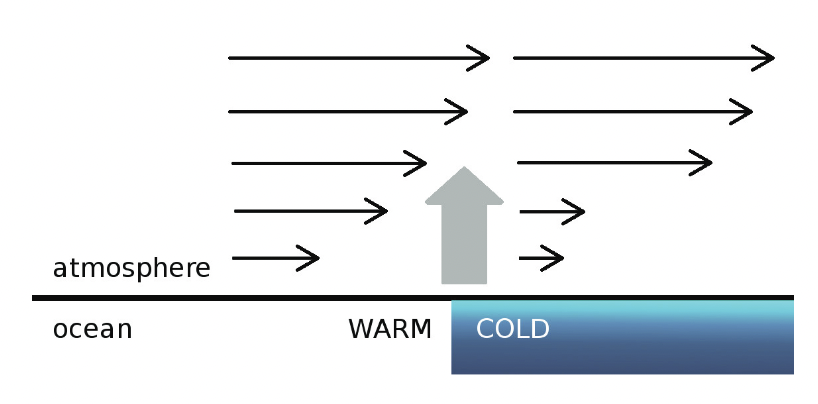 atmosphere
ocean
WARM
COLD